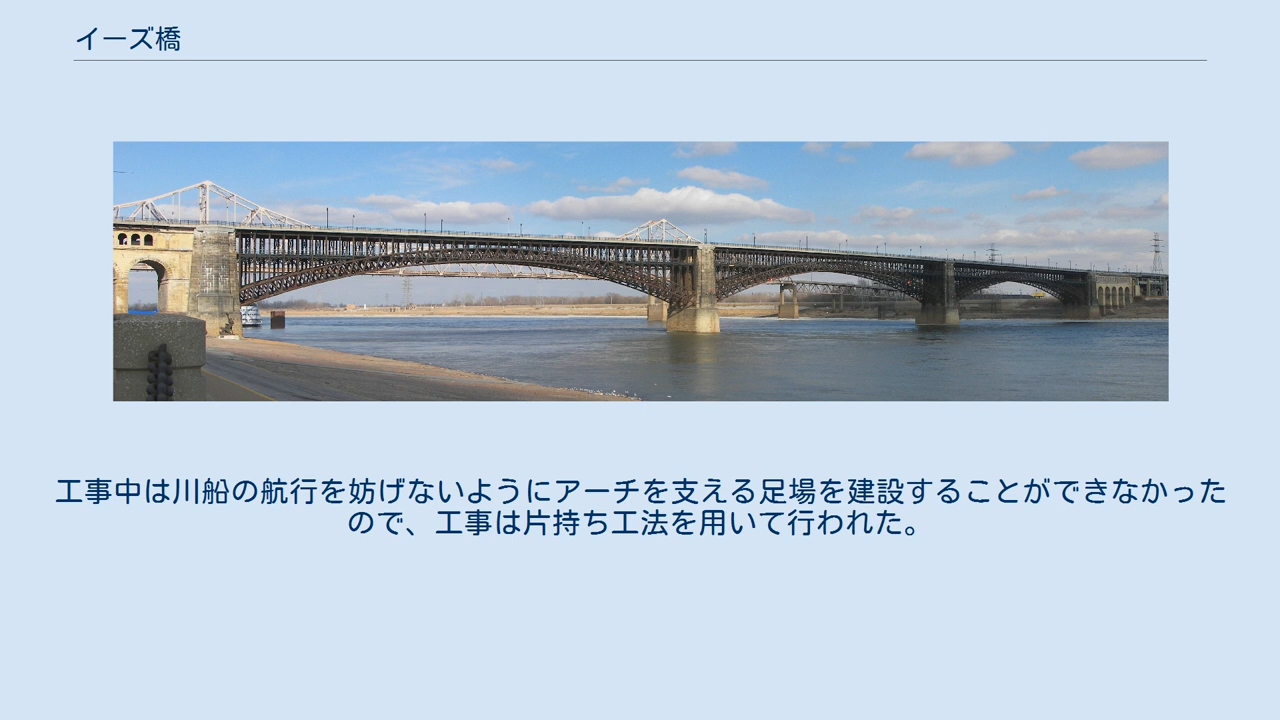 イーズ橋
工事中は川船の航行を妨げないようにアーチを支える足場を建設することができなかった
ので、工事は片持ち工法を用いて行われた。